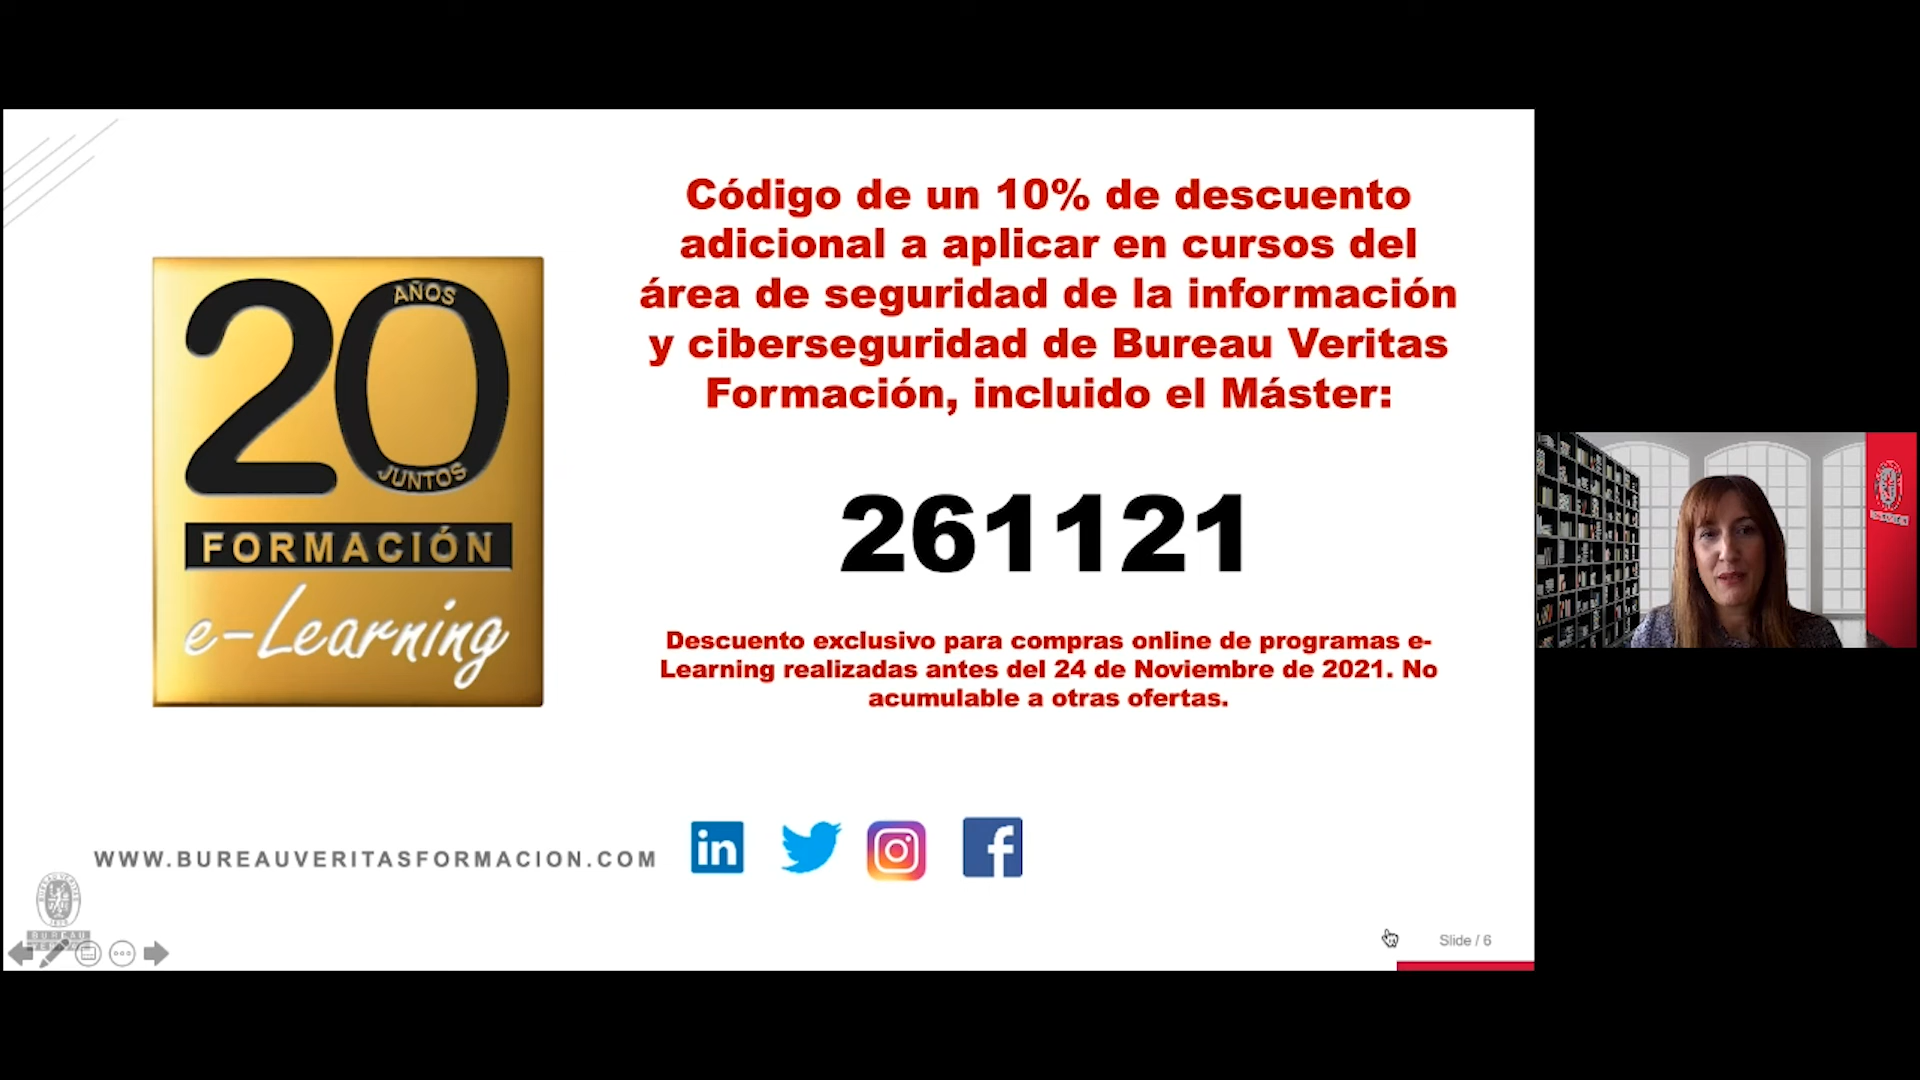 Código de un 10% de descuento
adicional a aplicar en cursos del
área de seguridad de la información
y ciberseguridad de Bureau Veritas
Formación, incluido el Máster:
20
AÑOS
JUNTOS
FORMACIÓN
e-Learning
261121
Descuento exclusivo para compras online de programas e-
Learning realizadas antes del 24 de Noviembre de 2021. No
acumulable a otras ofertas.
WWW.BUREAUVERITASFORMACION.COM
in
f
BUREAU
Slide / 6